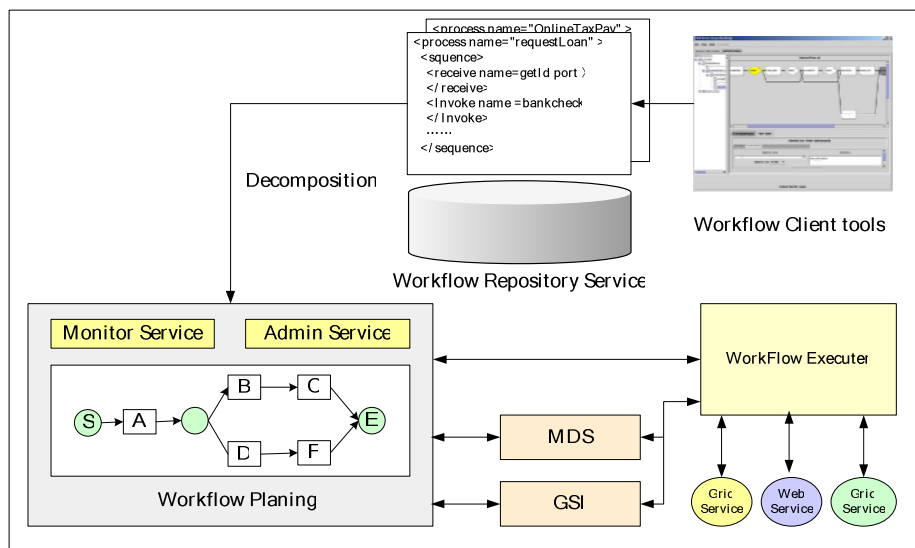 <process name="OnlineTaxPay" >
<process name="requestLoan" >
<squence>
<receive name=getId port 〉
</ receive>
<Invoke name =bankcheck
</ Invoke>
……
</ sequence>
Decomposition
Workflow Client tools
Workflow Repository Service
Monitor Service
Admin Service
WorkFlow Executer
B
C
S
A
E
D
F
MDS
Workflow Planing
GSI
Gric
Service
Web
Service
Gric
Service